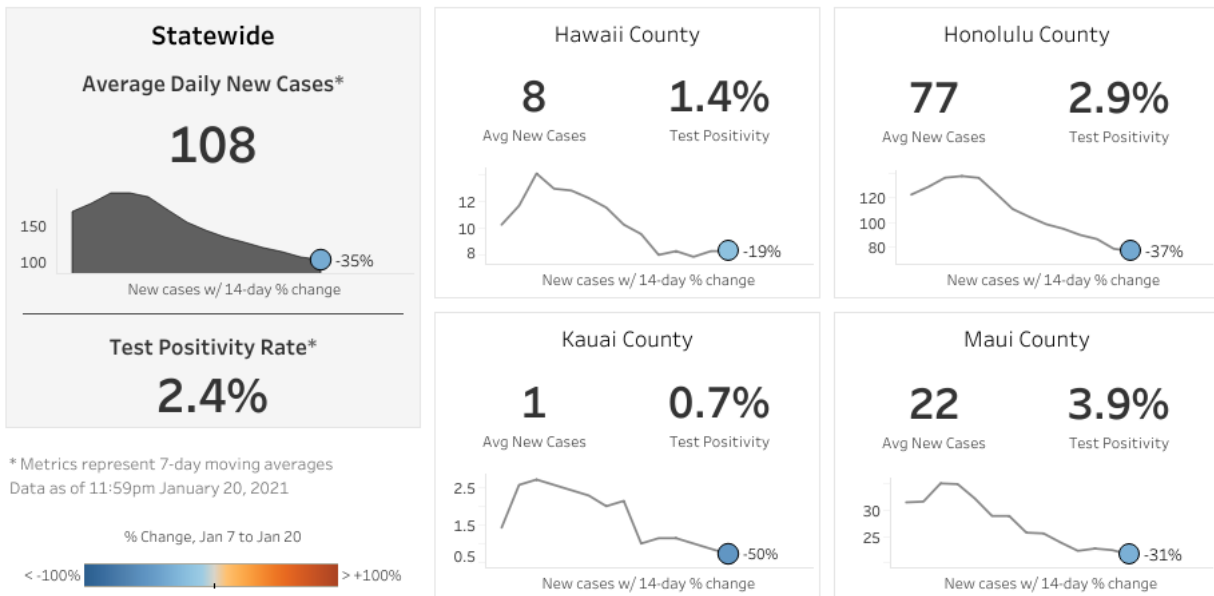 Statewide
Average Daily New Cases*
108
150
100
-35%
New cases w/ 14-day % change
Test Positivity Rate*
2.4%
* Metrics represent 7-day moving averages
Data as of 11:59pm January 20, 2021
% Change, Jan 7 to Jan 20
< -100% > +100%
Hawaii County
8 1.4%
Avg New Cases Test Positivity
12
10
8
-19%
New cases w/ 14-day % change
Honolulu County
77 2.9%
Avg New Cases Test Positivity
120
100
80
-37%
New cases w/ 14-day % change
Kauai County
1 0.7%
Avg New Cases Test Positivity
2.5
1.5
0.5
-50%
New cases w/ 14-day % change
Maui County
22 3.9%
Avg New Cases Test Positivity
30
25
-31%
New cases w/ 14-day % change